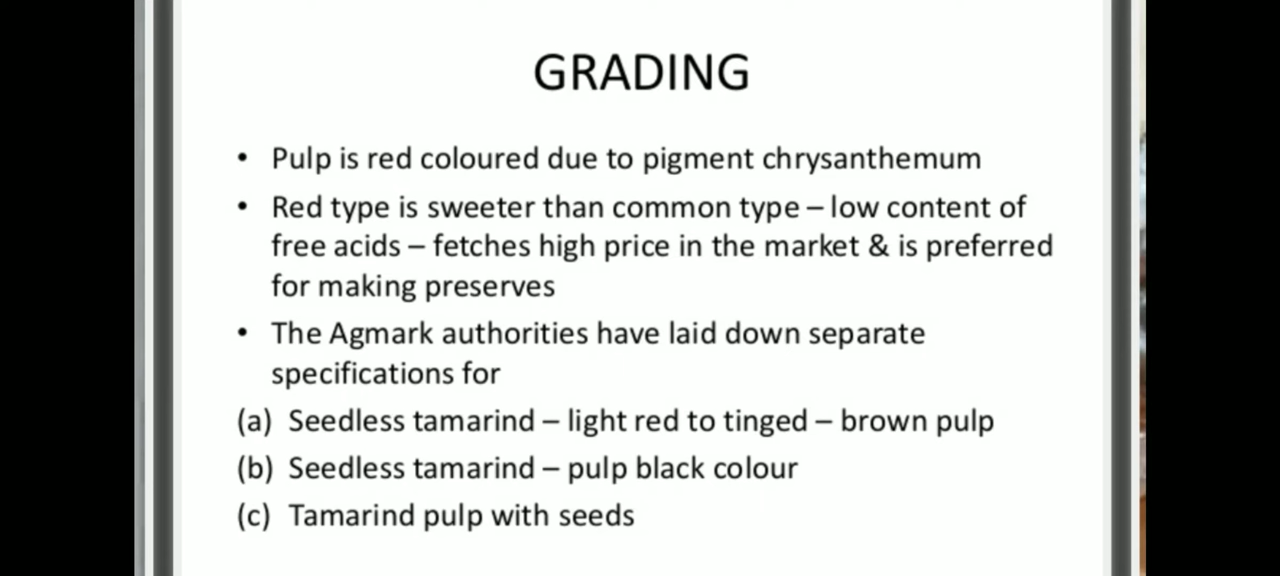 GRADING
• Pulp is red coloured due to pigment chrysanthemum
• Red type is sweeter than common type – low content of
free acids – fetches high price in the market & is preferred
for making preserves
• The Agmark authorities have laid down separate
specifications for
(a) Seedless tamarind – light red to tinged – brown pulp
(b) Seedless tamarind – pulp black colour
(c) Tamarind pulp with seeds